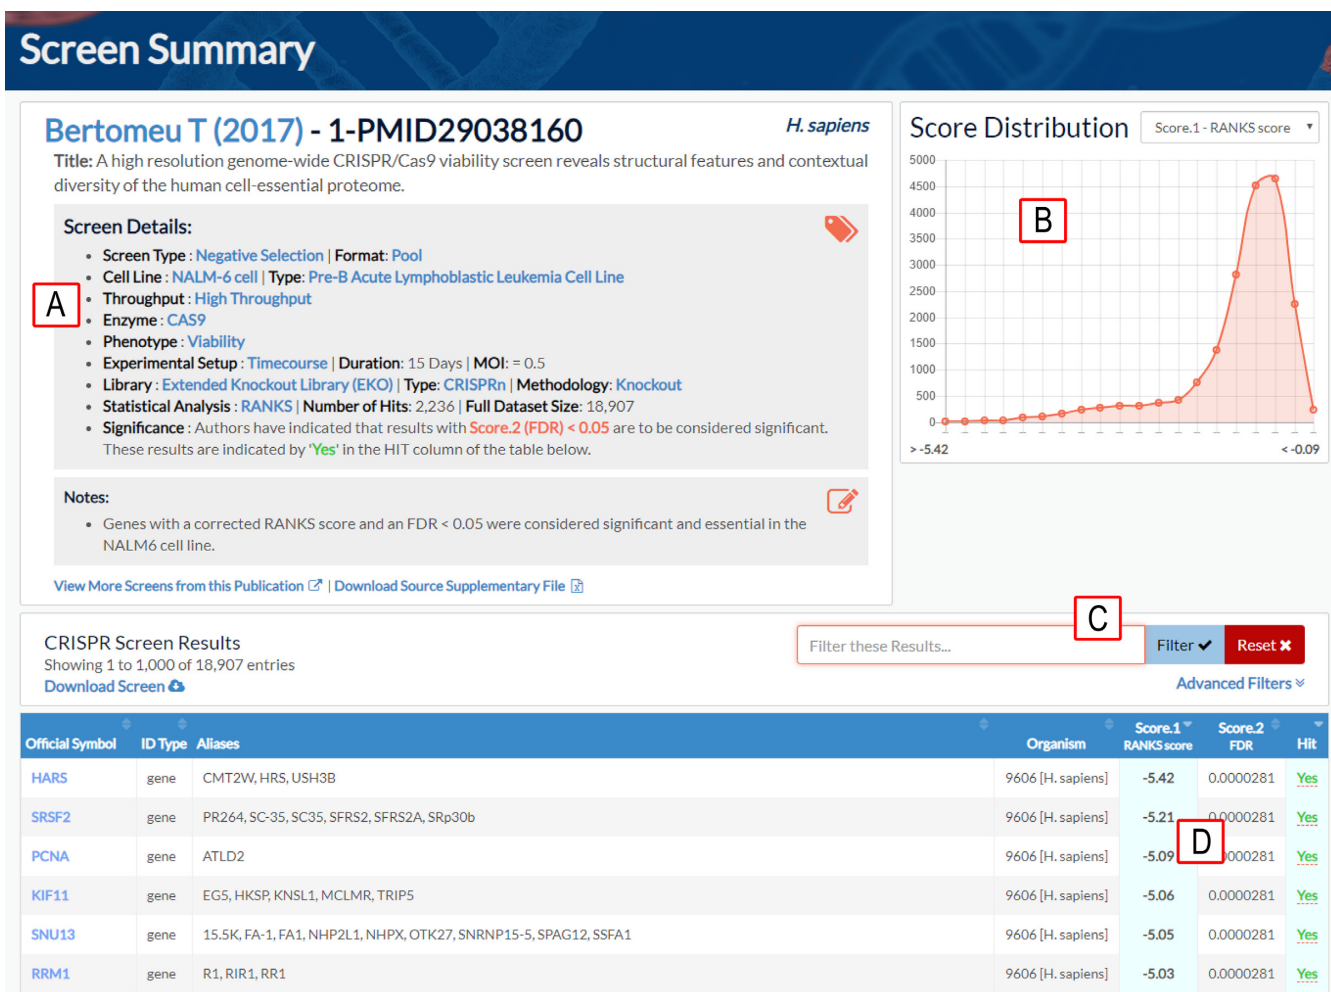 Screen Summary
Bertomeu T (2017) - 1-PMID29038160
H. sapiens
Title: A high resolution genome-wide CRISPR/Cas9 viability screen reveals structural features and contextual
diversity of the human cell-essential proteome.
Screen Details:
• Screen Type : Negative Selection | Format: Pool
• Cell Line : NALM-6 cell | Type: Pre-B Acute Lymphoblastic Leukemia Cell Line
A
• Throughput : High Throughput
• Enzyme : CAS9
• Phenotype : Viability
• Experimental Setup : Timecourse | Duration: 15 Days | MOI: = 0.5
• Library : Extended Knockout Library (EKO) | Type: CRISPRn | Methodology: Knockout
• Statistical Analysis : RANKS | Number of Hits: 2,236 | Full Dataset Size: 18,907
• Significance : Authors have indicated that results with Score.2 (FDR) < 0.05 are to be considered significant.
These results are indicated by 'Yes' in the HIT column of the table below.
Notes:
• Genes with a corrected RANKS score and an FDR < 0.05 were considered significant and essential in the
NALM6 cell line.
View More Screens from this Publication | Download Source Supplementary File
Score Distribution
Score.1 - RANKS score
5000
4500
4000
3500
3000
2500
2000
1500
1000
500
0
B
> -5.42
< -0.09
CRISPR Screen Results
Showing 1 to 1,000 of 18,907 entries
Download Screen
C
Filter these Results...
Filter
Reset
Advanced Filters
Official Symbol ID Type Aliases Organism Score.1 RANKS score Score.2 FDR Hit
HARS gene CMT2W, HRS, USH3B 9606 [H. sapiens] -5.42 0.0000281 Yes
SRSF2 gene PR264, SC-35, SC35, SFRS2, SFRS2A, SRp30b 9606 [H. sapiens] -5.21 0.0000281 Yes
D
PCNA gene ATLD2 9606 [H. sapiens] -5.09 000281 Yes
KIF11 gene EG5, HKSP, KNSL1, MCLMR, TRIP5 9606 [H. sapiens] -5.06 0.0000281 Yes
SNU13 gene 15.5K, FA-1, FA1, NHP2L1, NHPX, OTK27, SNRNP15-5, SPAG12, SSFA1 9606 [H. sapiens] -5.05 0.0000281 Yes
RRM1 gene R1, RIR1, RR1 9606 [H. sapiens] -5.03 0.0000281 Yes